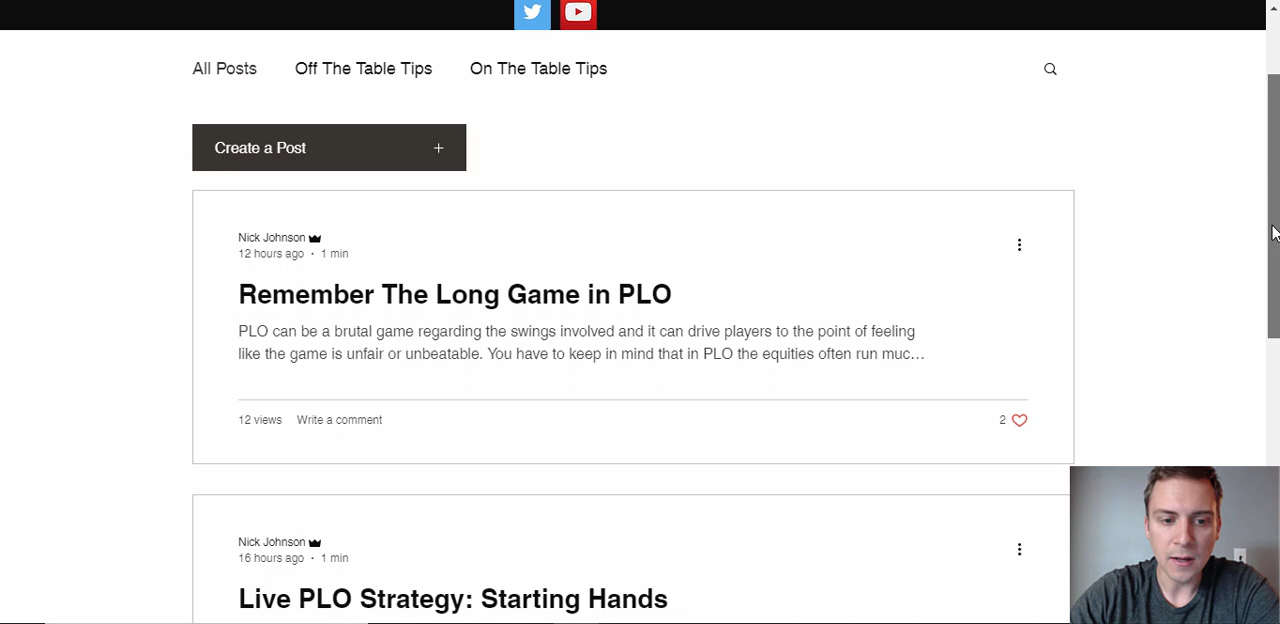 All Posts Off The Table Tips On The Table Tips
Create a Post +
Nick Johnson
12 hours ago · 1 min
Remember The Long Game in PLO
PLO can be a brutal game regarding the swings involved and it can drive players to the point of feeling
like the game is unfair or unbeatable. You have to keep in mind that in PLO the equities often run muc...
12 views Write a comment 2
Nick Johnson
16 hours ago · 1 min
Live PLO Strategy: Starting Hands